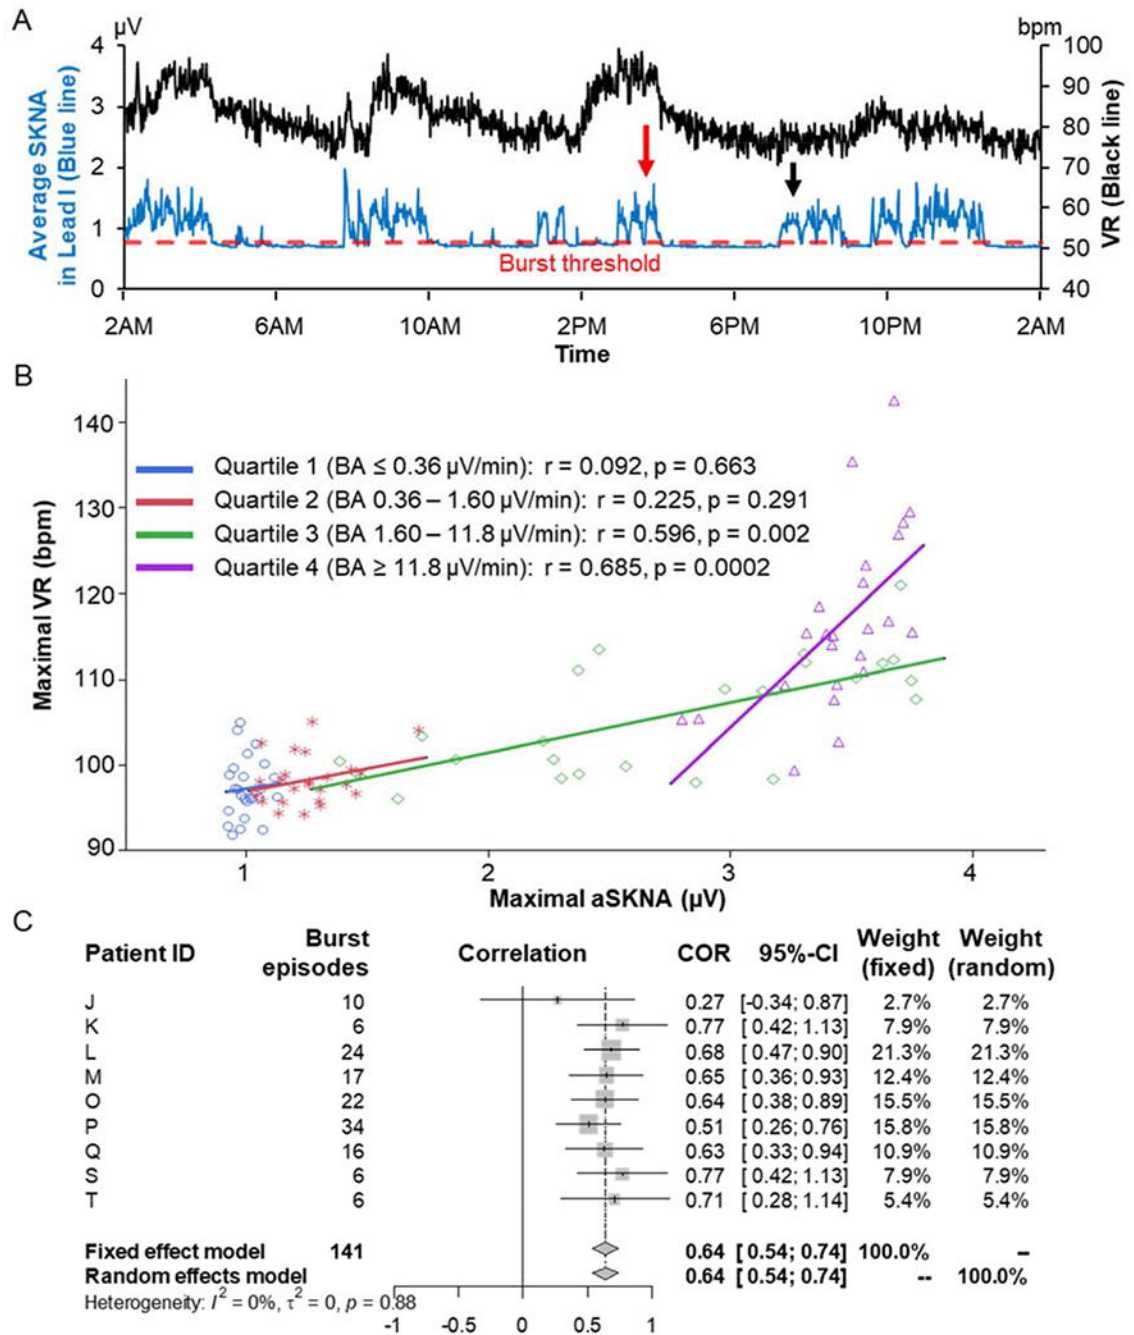 A
µV
bpm
4
3
2
1
0
Average SKNA
in Lead I (Blue line)
100
90
80
70
60
50
40
VR (Black line)
Burst threshold
2AM 6AM 10AM 2PM 6PM 10PM 2AM
Time
B
140
130
120
110
100
90
Maximal VR (bpm)
Quartile 1 (BA ≤ 0.36 µV/min): r = 0.092, p = 0.663
Quartile 2 (BA 0.36 – 1.60 µV/min): r = 0.225, p = 0.291
Quartile 3 (BA 1.60 – 11.8 µV/min): r = 0.596, p = 0.002
Quartile 4 (BA ≥ 11.8 µV/min): r = 0.685, p = 0.0002
1 2 3 4
Maximal aSKNA (µV)
C
Patient ID Burst episodes Correlation COR 95%-CI Weight (fixed) Weight (random)
J 10 0.27 [-0.34; 0.87] 2.7% 2.7%
K 6 0.77 [ 0.42; 1.13] 7.9% 7.9%
L 24 0.68 [ 0.47; 0.90] 21.3% 21.3%
M 17 0.65 [ 0.36; 0.93] 12.4% 12.4%
O 22 0.64 [ 0.38; 0.89] 15.5% 15.5%
P 34 0.51 [ 0.26; 0.76] 15.8% 15.8%
Q 16 0.63 [ 0.33; 0.94] 10.9% 10.9%
S 6 0.77 [ 0.42; 1.13] 7.9% 7.9%
T 6 0.71 [ 0.28; 1.14] 5.4% 5.4%
Fixed effect model 141 0.64 [ 0.54; 0.74] 100.0% –
Random effects model 0.64 [ 0.54; 0.74] -- 100.0%
Heterogeneity: I² = 0%, τ² = 0, p = 0.88
-1 -0.5 0 0.5 1